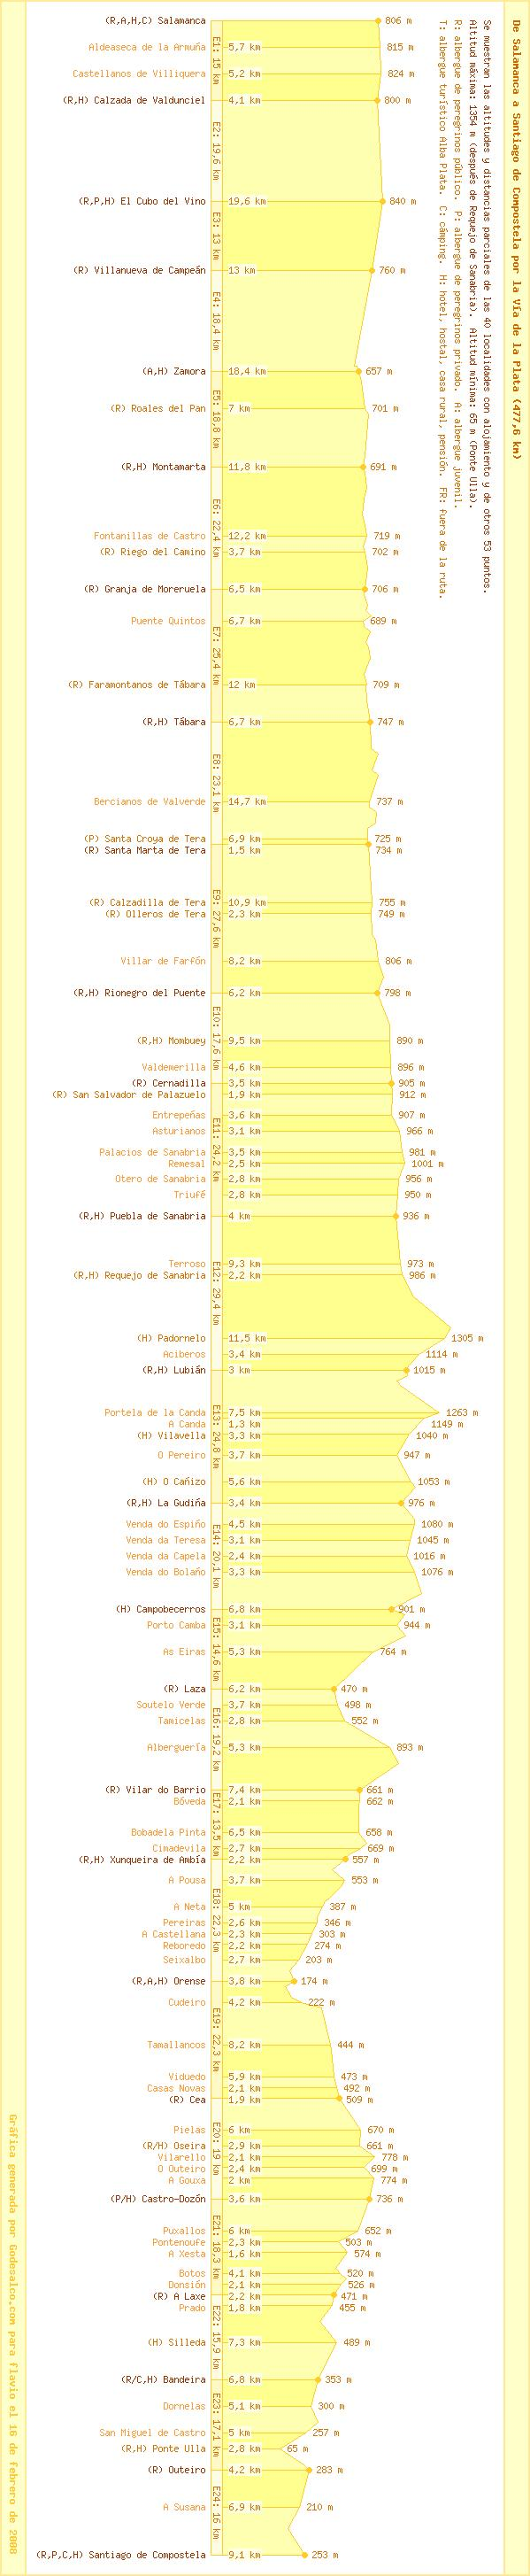 De Salamanca a Santiago de Compostela por la Vía de la Plata (477,6 km)
Se muestran las altitudes y distancias parciales de las 40 localidades con alojamiento y de otros 53 puntos.
Altitud máxima: 1354 m (después de Requejo de Sanabria). Altitud mínima: 65 m (Ponte Ulla).
R: albergue de peregrinos público. P: albergue de peregrinos privado. A: albergue juvenil.
T: albergue turístico Alba Plata. C: cámping. H: hotel, hostal, casa rural, pensión. FR: fuera de la ruta.
(R,A,H,C) Salamanca 806 m
E1: 15 km
Aldeaseca de la Armuña 5,7 km 815 m
Castellanos de Villiquera 5,2 km 824 m
(R,H) Calzada de Valdunciel 4,1 km 800 m
E2: 19,6 km
(R,P,H) El Cubo del Vino 19,6 km 840 m
E3: 13 km
(R) Villanueva de Campeán 13 km 760 m
E4: 18,4 km
(A,H) Zamora 18,4 km 657 m
E5: 18,8 km
(R) Roales del Pan 7 km 701 m
(R,H) Montamarta 11,8 km 691 m
E6: 22,4 km
Fontanillas de Castro 12,2 km 719 m
(R) Riego del Camino 3,7 km 702 m
(R) Granja de Moreruela 6,5 km 706 m
E7: 25,4 km
Puente Quintos 6,7 km 689 m
(R) Faramontanos de Tábara 12 km 709 m
(R,H) Tábara 6,7 km 747 m
E8: 23,1 km
Bercianos de Valverde 14,7 km 737 m
(P) Santa Croya de Tera 6,9 km 725 m
(R) Santa Marta de Tera 1,5 km 734 m
E9: 27,6 km
(R) Calzadilla de Tera 10,9 km 755 m
(R) Olleros de Tera 2,3 km 749 m
Villar de Farfón 8,2 km 806 m
(R,H) Rionegro del Puente 6,2 km 798 m
E10: 17,6 km
(R,H) Mombuey 9,5 km 890 m
Valdemerilla 4,6 km 896 m
(R) Cernadilla 3,5 km 905 m
E11: 24,2 km
(R) San Salvador de Palazuelo 1,9 km 912 m
Entrepeñas 3,6 km 907 m
Asturianos 3,1 km 966 m
Palacios de Sanabria 3,5 km 981 m
Remesal 2,5 km 1001 m
Otero de Sanabria 2,8 km 956 m
Triufé 2,8 km 950 m
(R,H) Puebla de Sanabria 4 km 936 m
E12: 29,4 km
Terroso 9,3 km 973 m
(R,H) Requejo de Sanabria 2,2 km 986 m
(H) Padornelo 11,5 km 1305 m
Aciberos 3,4 km 1114 m
(R,H) Lubián 3 km 1015 m
E13: 24,8 km
Portela de la Canda 7,5 km 1263 m
A Canda 1,3 km 1149 m
(H) Vilavella 3,3 km 1040 m
O Pereiro 3,7 km 947 m
(H) O Cañizo 5,6 km 1053 m
(R,H) La Gudiña 3,4 km 976 m
E14: 20,1 km
Venda do Espiño 4,5 km 1080 m
Venda da Teresa 3,1 km 1045 m
Venda da Capela 2,4 km 1016 m
Venda do Bolaño 3,3 km 1076 m
(H) Campobecerros 6,8 km 901 m
E15: 14,6 km
Porto Camba 3,1 km 944 m
As Eiras 5,3 km 764 m
(R) Laza 6,2 km 470 m
E16: 19,2 km
Soutelo Verde 3,7 km 498 m
Tamicelas 2,8 km 552 m
Alberguería 5,3 km 893 m
(R) Vilar do Barrio 7,4 km 661 m
E17: 13,5 km
Bóveda 2,1 km 662 m
Bobadela Pinta 6,5 km 658 m
Cimadevila 2,7 km 669 m
(R,H) Xunqueira de Ambía 2,2 km 557 m
E18: 22,3 km
A Pousa 3,7 km 553 m
A Neta 5 km 387 m
Pereiras 2,6 km 346 m
A Castellana 2,3 km 303 m
Reboredo 2,2 km 274 m
Seixalbo 2,7 km 203 m
(R,A,H) Orense 3,8 km 174 m
E19: 22,3 km
Cudeiro 4,2 km 222 m
Tamallancos 8,2 km 444 m
Viduedo 5,9 km 473 m
Casas Novas 2,1 km 492 m
(R) Cea 1,9 km 509 m
E20: 19 km
Pielas 6 km 670 m
(R/H) Oseira 2,9 km 661 m
Vilarello 2,1 km 778 m
O Outeiro 2,4 km 699 m
A Gouxa 2 km 774 m
(P/H) Castro-Dozón 3,6 km 736 m
E21: 18,3 km
Puxallos 6 km 652 m
Pontenoufe 2,3 km 503 m
A Xesta 1,6 km 574 m
Botos 4,1 km 520 m
Donsión 2,1 km 526 m
(R) A Laxe 2,2 km 471 m
E22: 15,9 km
Prado 1,8 km 455 m
(H) Silleda 7,3 km 489 m
(R/C,H) Bandeira 6,8 km 353 m
E23: 17,1 km
Dornelas 5,1 km 300 m
San Miguel de Castro 5 km 257 m
(R,H) Ponte Ulla 2,8 km 65 m
(R) Outeiro 4,2 km 283 m
E24: 16 km
A Susana 6,9 km 210 m
(R,P,C,H) Santiago de Compostela 9,1 km 253 m
Gráfica generada por Godesalco.com para flavio el 16 de febrero de 2008